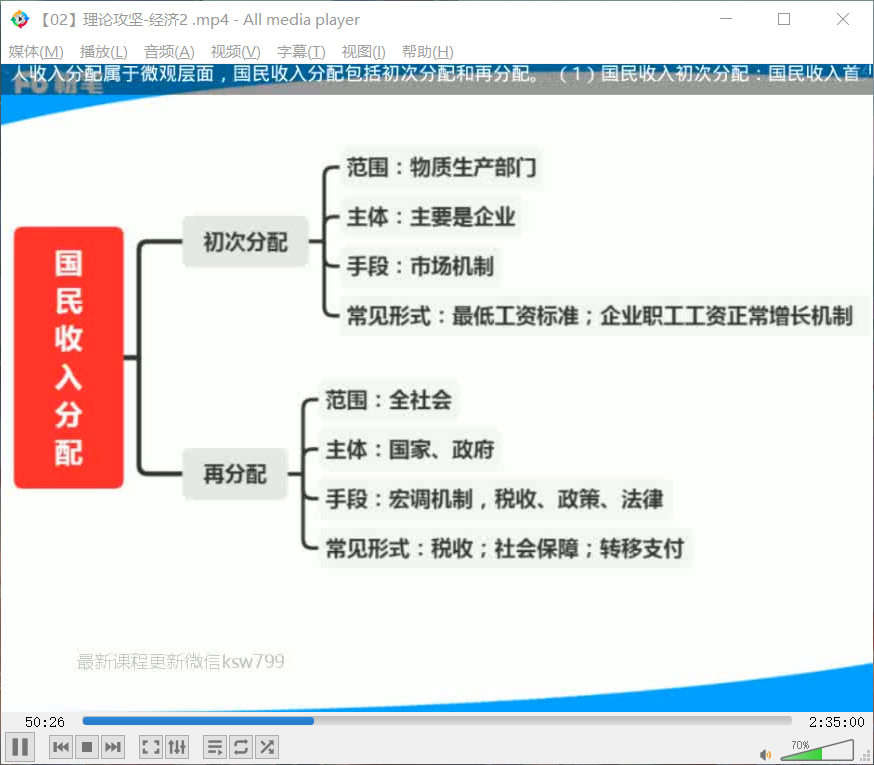 【02】理论攻坚-经济2 .mp4 - All media player
媒体(M) 播放(L) 音频(A) 视频(V) 字幕(T) 视图(I) 帮助(H)
人收入分配属于微观层面，国民收入分配包括初次分配和再分配。（1）国民收入初次分配：国民收入首
粉笔
国民收入分配
初次分配
范围：物质生产部门
主体：主要是企业
手段：市场机制
常见形式：最低工资标准；企业职工工资正常增长机制
再分配
范围：全社会
主体：国家、政府
手段：宏调机制，税收、政策、法律
常见形式：税收；社会保障；转移支付
最新课程更新微信ksw799
50:26
2:35:00
70%